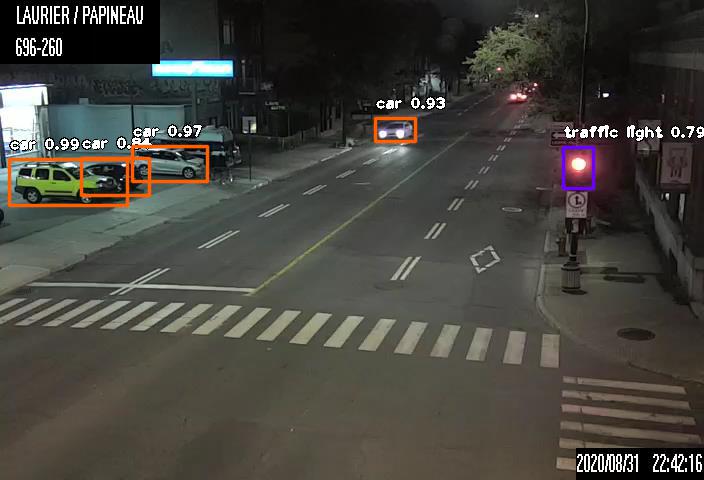 LAURIER / PAPINEAU
696-260
car 0.93
car 0.97
traffic light 0.79
car 0.99
car 0.84
2020/08/31 22:42:16